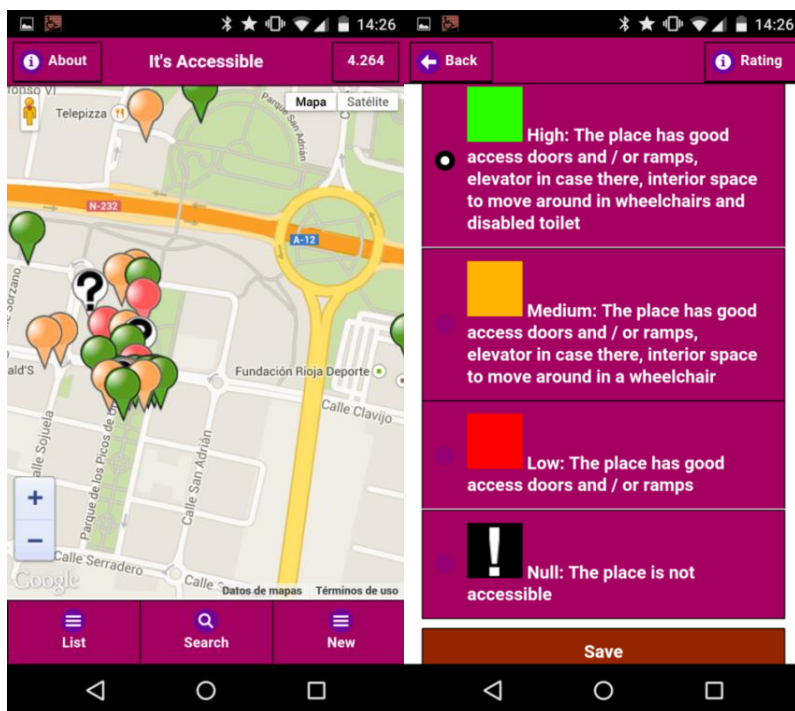 14:26
About
It's Accessible
4.264
Telepizza
Parque San Adrián
Mapa
Satélite
N-232
A-12
Sorzano
ald'S
Fundación Rioja Deporte
Calle Clavijo
Calle Sojuela
Parque de los Picos de
Calle San Adrián
+
−
Calle Serradero
Calle S
Google
Datos de mapas
Términos de uso
List
Search
New
14:26
Back
Rating
High: The place has good
access doors and / or ramps,
elevator in case there, interior space
to move around in wheelchairs and
disabled toilet
Medium: The place has good
access doors and / or ramps,
elevator in case there, interior space
to move around in a wheelchair
Low: The place has good
access doors and / or ramps
Null: The place is not
accessible
Save